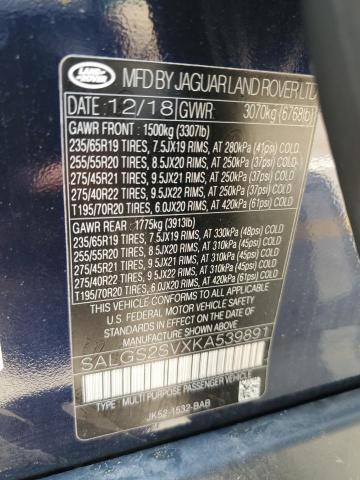 LAND
ROVER
MFD BY JAGUAR LAND ROVER LTD
DATE 12/18 GVWR 3070kg (6768lb)
GAWR FRONT 1500kg (3307lb)
235/65R19 TIRES, 7.5JX19 RIMS, AT 280kPa (41psi) COLD
255/55R20 TIRES, 8.5JX20 RIMS, AT 250kPa (37psi) COLD
275/45R21 TIRES, 9.5JX21 RIMS, AT 250kPa (37psi) COLD
275/40R22 TIRES, 9.5JX22 RIMS, AT 250kPa (37psi) COLD
T195/70R20 TIRES, 6.0JX20 RIMS, AT 420kPa (61psi) COLD
GAWR REAR: 1775kg (3913lb)
235/65R19 TIRES, 7.5JX19 RIMS, AT 330kPa (48psi) COLD
255/55R20 TIRES, 8.5JX20 RIMS, AT 310kPa (45psi) COLD
275/45R21 TIRES, 9.5JX21 RIMS, AT 310kPa (45psi) COLD
275/40R22 TIRES, 9.5JX22 RIMS, AT 310kPa (45psi) COLD
T195/70R20 TIRES, 6.0JX20 RIMS, AT 420kPa (61psi) COLD
THIS VEHICLE CONFORMS TO ALL APPLICABLE
FEDERAL MOTOR VEHICLE SAFETY AND THEFT
PREVENTION STANDARDS IN EFFECT ON THE DATE
OF MANUFACTURE SHOWN ABOVE
SALGS2SVXKA539891
TYPE: MULTI PURPOSE PASSENGER VEHICLE
JK52-1532-BAB